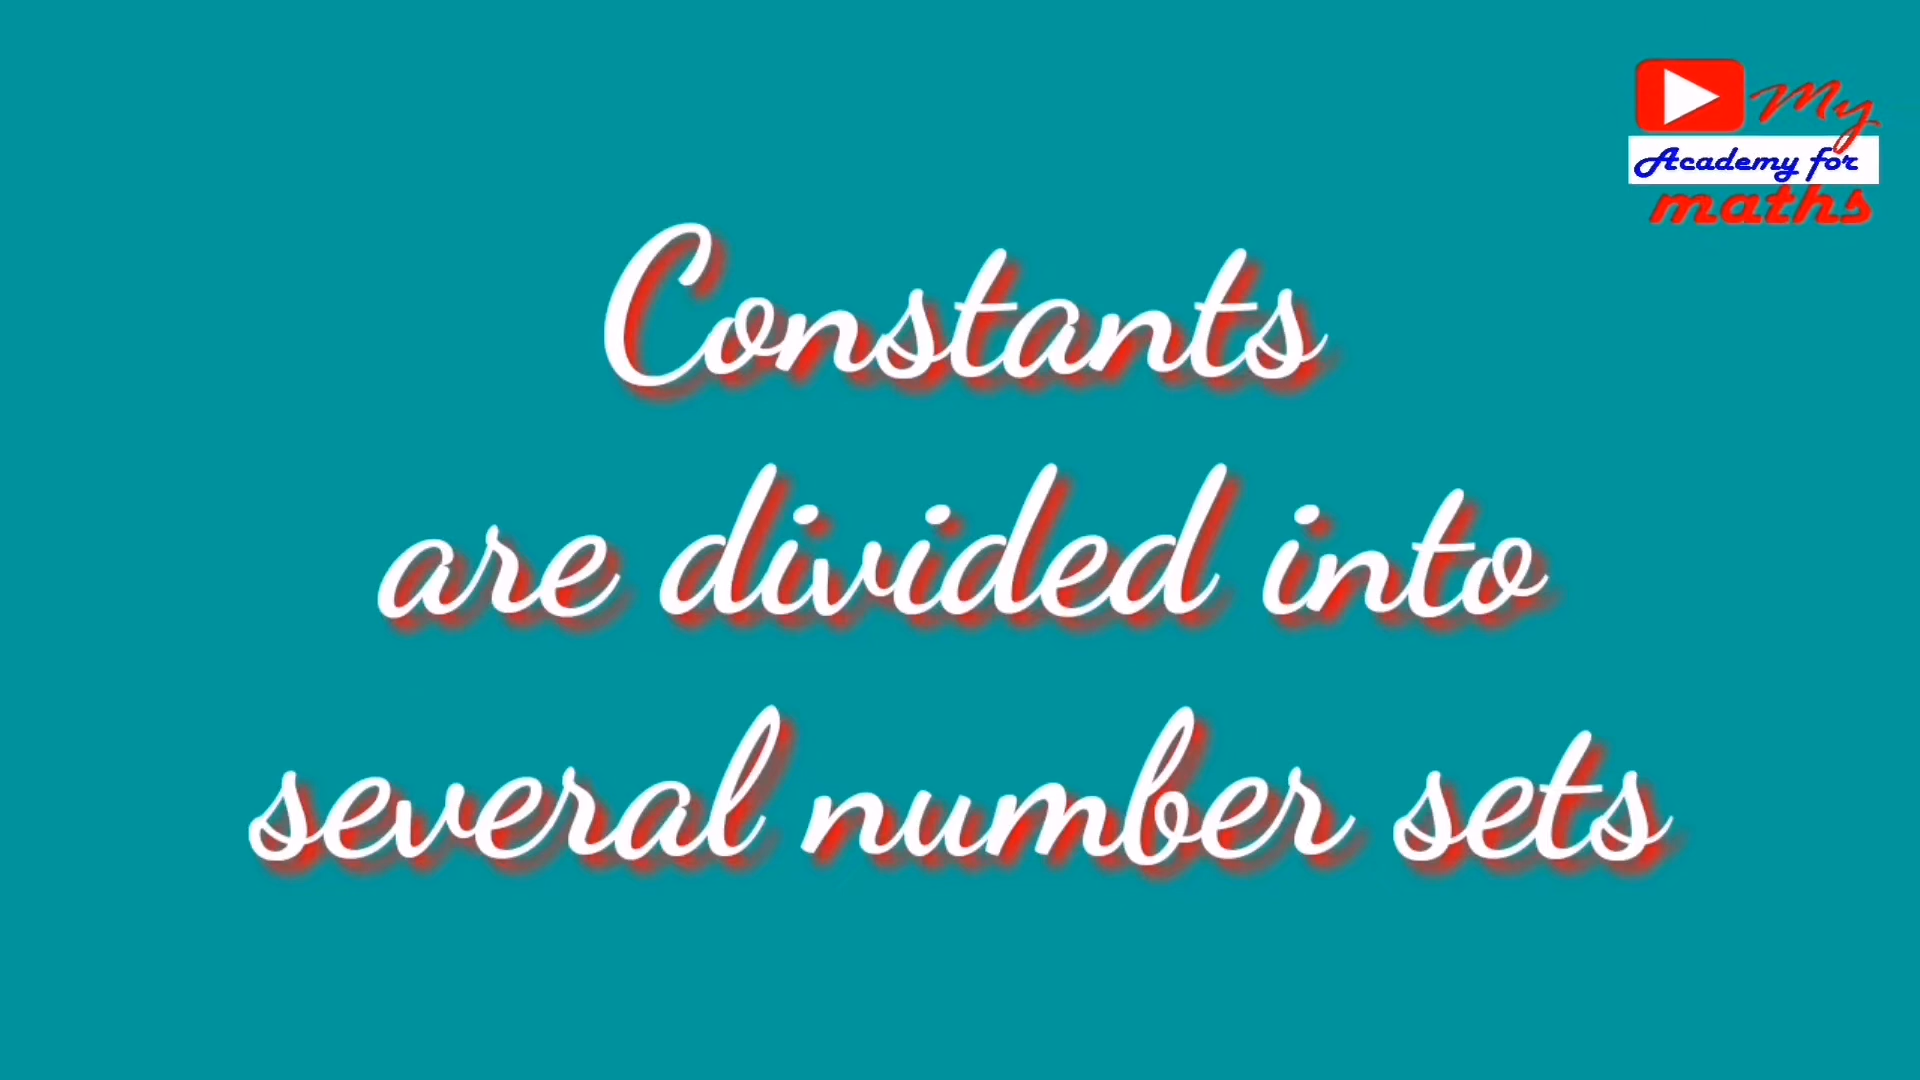 My
Academy for
maths
Constants
are divided into
several number sets